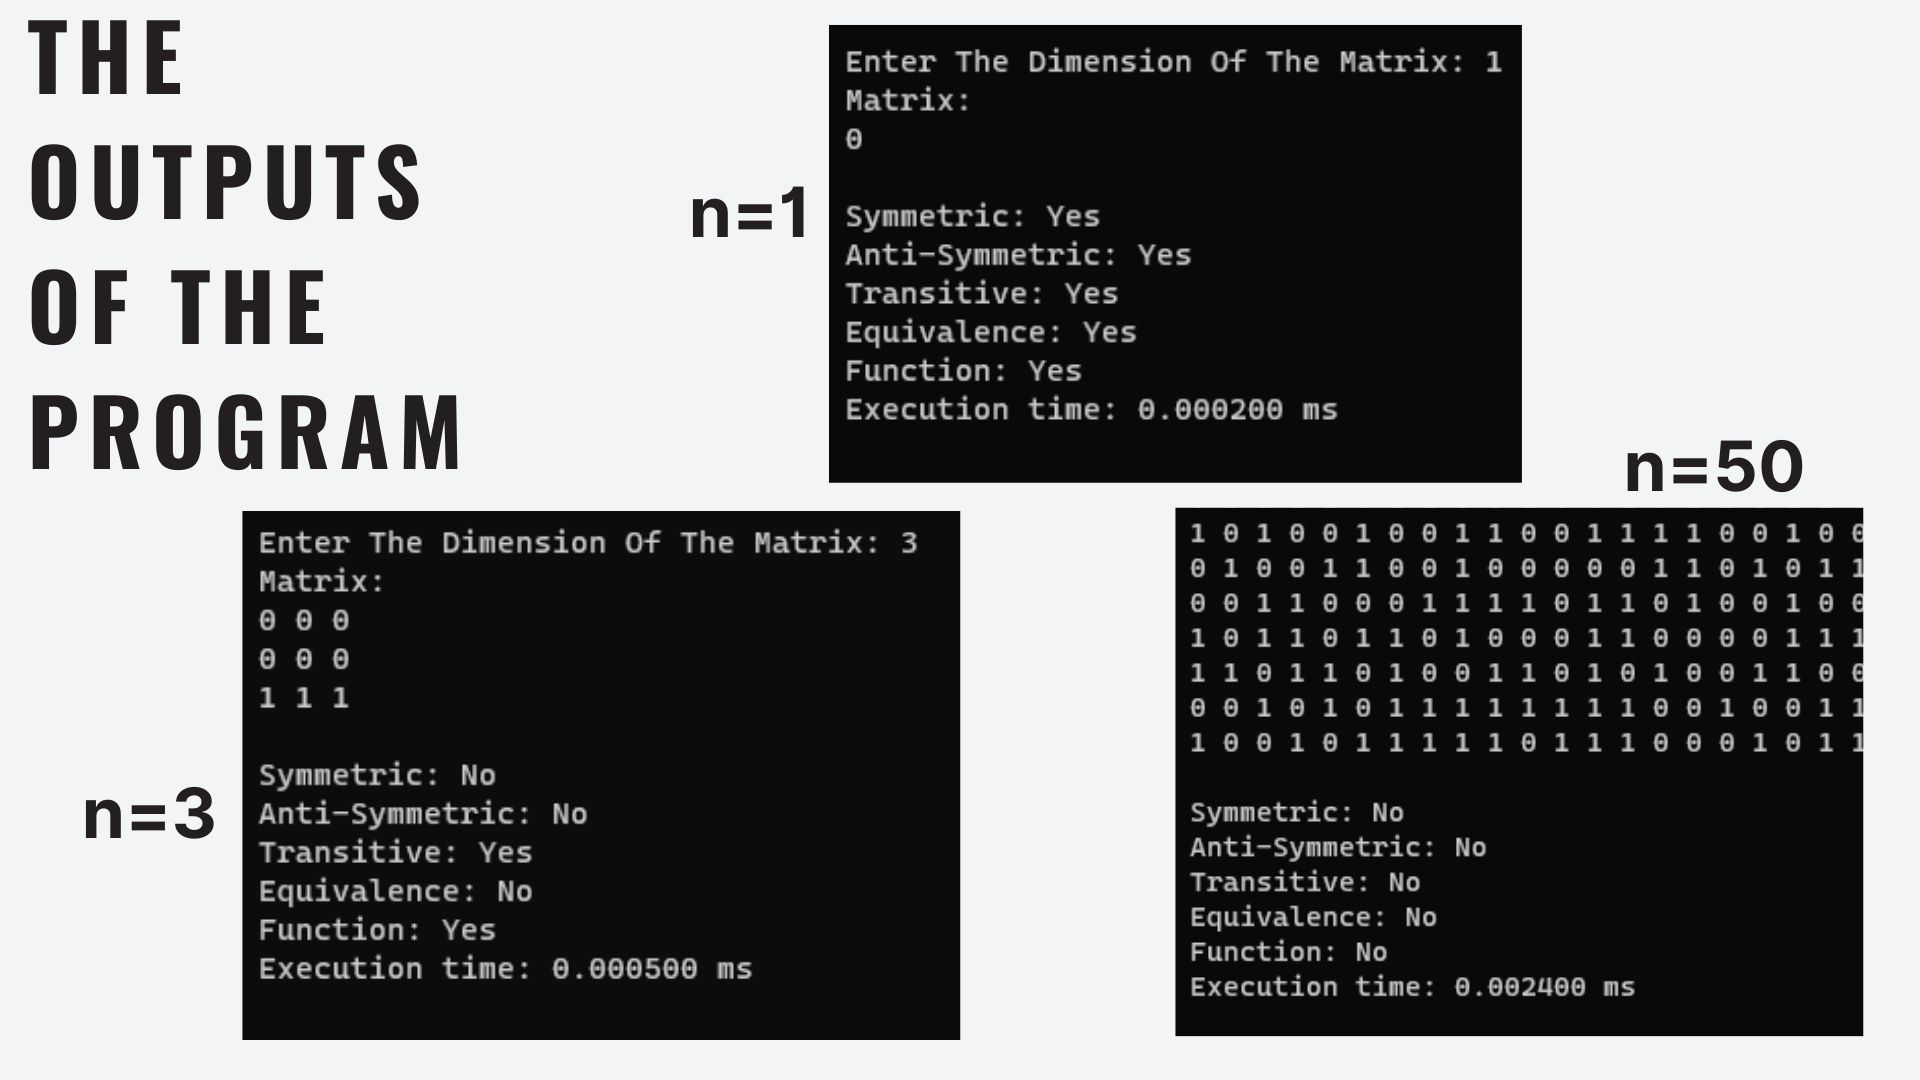 THE
OUTPUTS
OF THE
PROGRAM
n=1
Enter The Dimension Of The Matrix: 1
Matrix:
0
Symmetric: Yes
Anti-Symmetric: Yes
Transitive: Yes
Equivalence: Yes
Function: Yes
Execution time: 0.000200 ms
n=3
Enter The Dimension Of The Matrix: 3
Matrix:
0 0 0
0 0 0
1 1 1
Symmetric: No
Anti-Symmetric: No
Transitive: Yes
Equivalence: No
Function: Yes
Execution time: 0.000500 ms
n=50
1 0 1 0 0 1 0 0 1 1 0 0 1 1 1 1 0 0 1 0 0
0 1 0 0 1 1 0 0 1 0 0 0 0 0 1 1 0 1 0 1 1
0 0 1 1 0 0 0 1 1 1 1 0 1 1 0 1 0 0 1 0 0
1 0 1 1 0 1 1 0 1 0 0 0 1 1 0 0 0 0 1 1 1
1 1 0 1 1 0 1 0 0 1 1 0 1 0 1 0 0 1 1 0 0
0 0 1 0 1 0 1 1 1 1 1 1 1 1 0 0 1 0 0 1 1
1 0 0 1 0 1 1 1 1 1 0 1 1 1 0 0 0 1 0 1 1
Symmetric: No
Anti-Symmetric: No
Transitive: No
Equivalence: No
Function: No
Execution time: 0.002400 ms